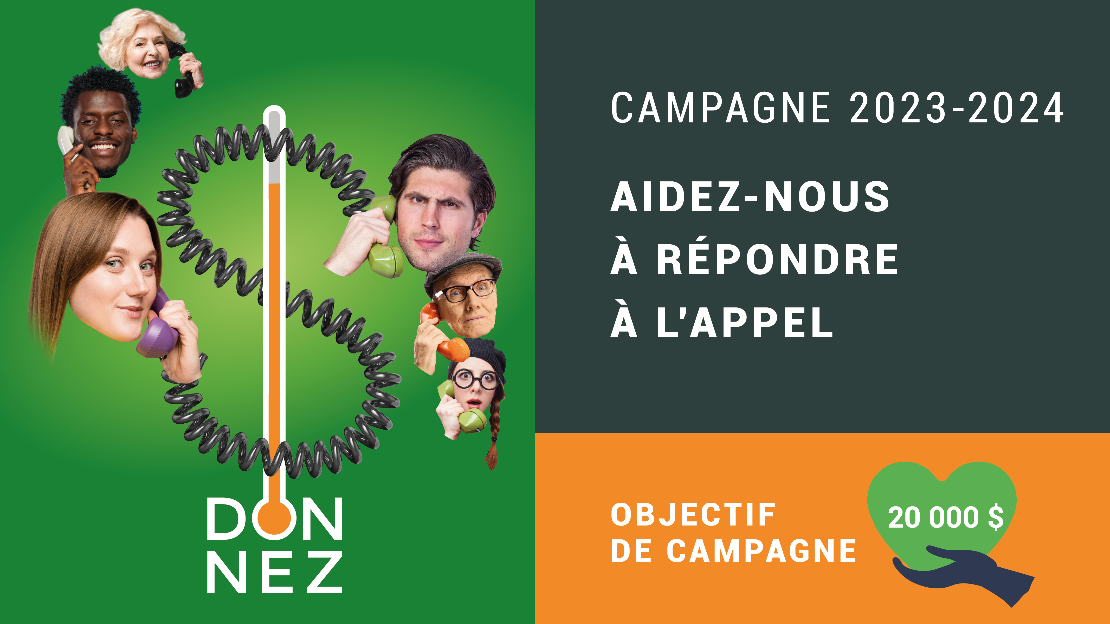 DON
NEZ
CAMPAGNE 2023-2024
AIDEZ-NOUS
À RÉPONDRE
À L'APPEL
OBJECTIF
DE CAMPAGNE
20 000 $